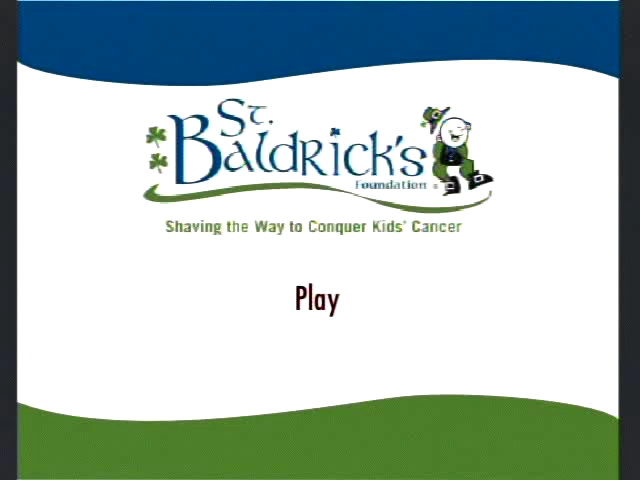 St.
Baldrick's
Foundation
Shaving the Way to Conquer Kids' Cancer
Play